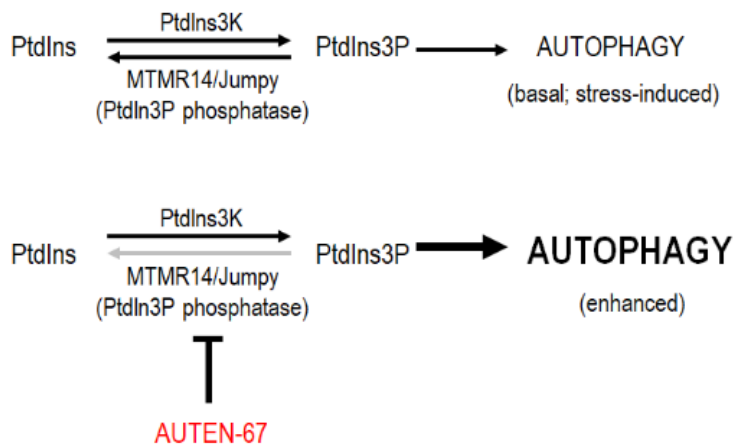 PtdIns3K
PtdIns PtdIns3P AUTOPHAGY
MTMR14/Jumpy
(PtdIn3P phosphatase) (basal; stress-induced)
PtdIns3K
PtdIns PtdIns3P AUTOPHAGY
MTMR14/Jumpy
(PtdIn3P phosphatase) (enhanced)
AUTEN-67